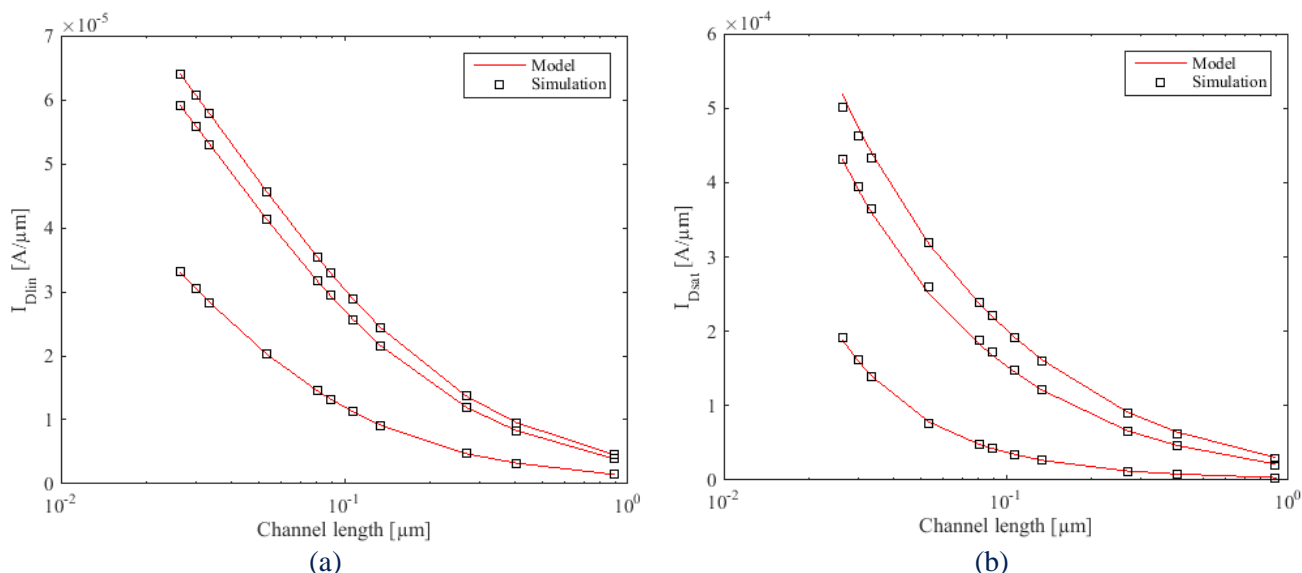 ×10⁻⁵
7
6
5
4
3
2
1
0
I_Dlin [A/µm]
10⁻²
10⁻¹
10⁰
Channel length [µm]
Model
Simulation
(a)
×10⁻⁴
6
5
4
3
2
1
0
I_Dsat [A/µm]
10⁻²
10⁻¹
10⁰
Channel length [µm]
Model
Simulation
(b)